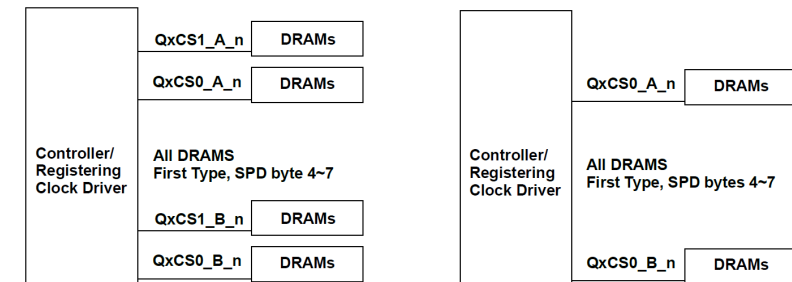 QxCS1_A_n DRAMs
QxCS0_A_n DRAMs
Controller/
Registering
Clock Driver
All DRAMS
First Type, SPD byte 4~7
QxCS1_B_n DRAMs
QxCS0_B_n DRAMs
QxCS0_A_n DRAMs
Controller/
Registering
Clock Driver
All DRAMS
First Type, SPD bytes 4~7
QxCS0_B_n DRAMs